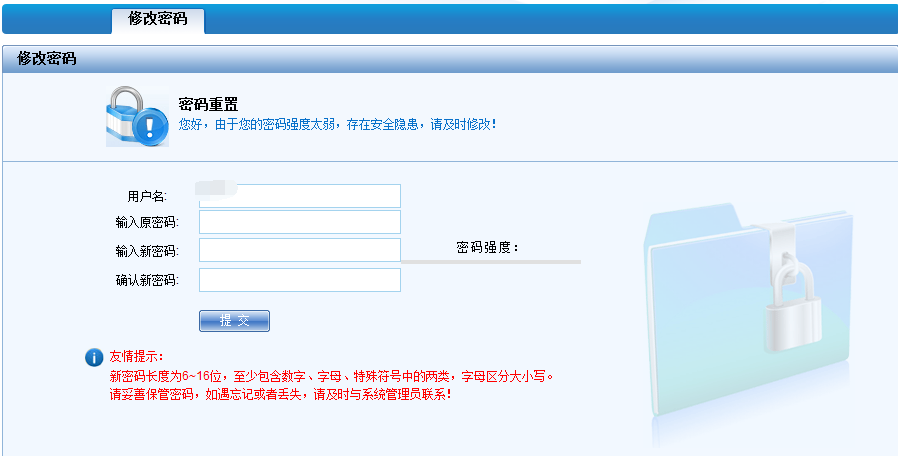 修改密码
修改密码
密码重置
您好，由于您的密码强度太弱，存在安全隐患，请及时修改！
用户名:
输入原密码:
输入新密码:
密码强度：
确认新密码:
提 交
友情提示：
新密码长度为6~16位，至少包含数字、字母、特殊符号中的两类，字母区分大小写。
请妥善保管密码，如遇忘记或者丢失，请及时与系统管理员联系！